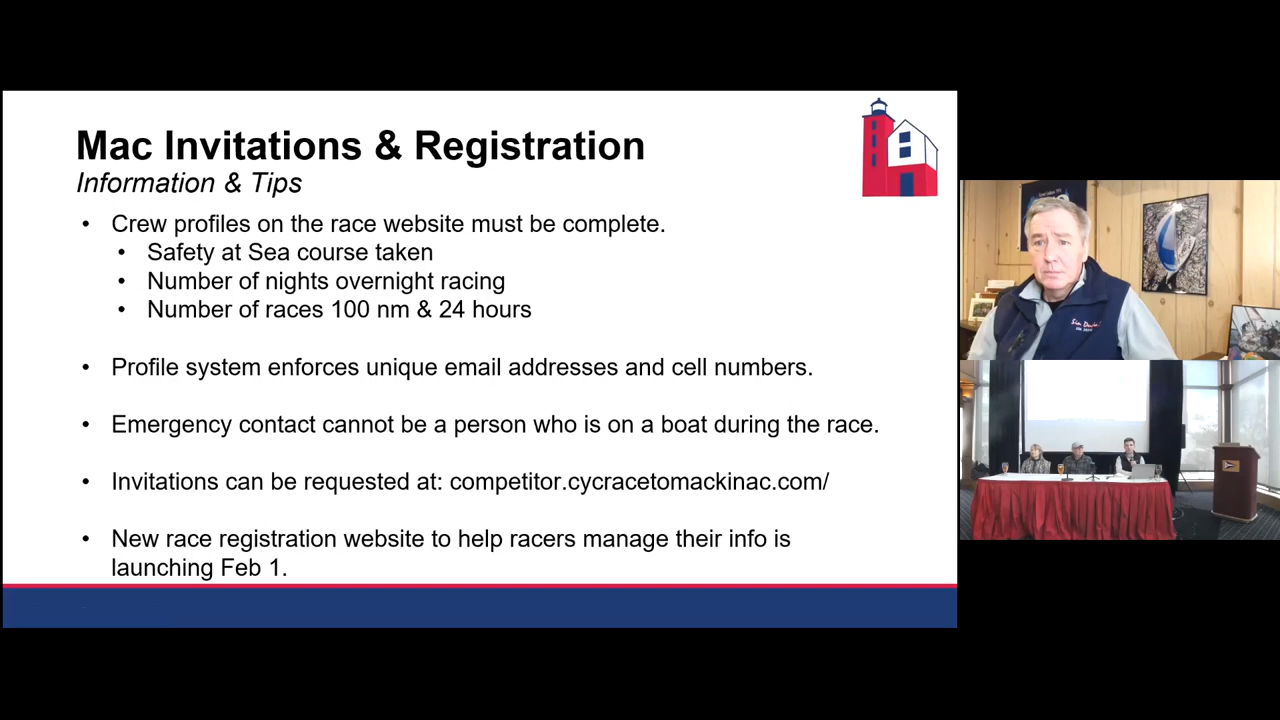 Mac Invitations & Registration
Information & Tips
• Crew profiles on the race website must be complete.
• Safety at Sea course taken
• Number of nights overnight racing
• Number of races 100 nm & 24 hours
• Profile system enforces unique email addresses and cell numbers.
• Emergency contact cannot be a person who is on a boat during the race.
• Invitations can be requested at: competitor.cycracetomackinac.com/
• New race registration website to help racers manage their info is
launching Feb 1.